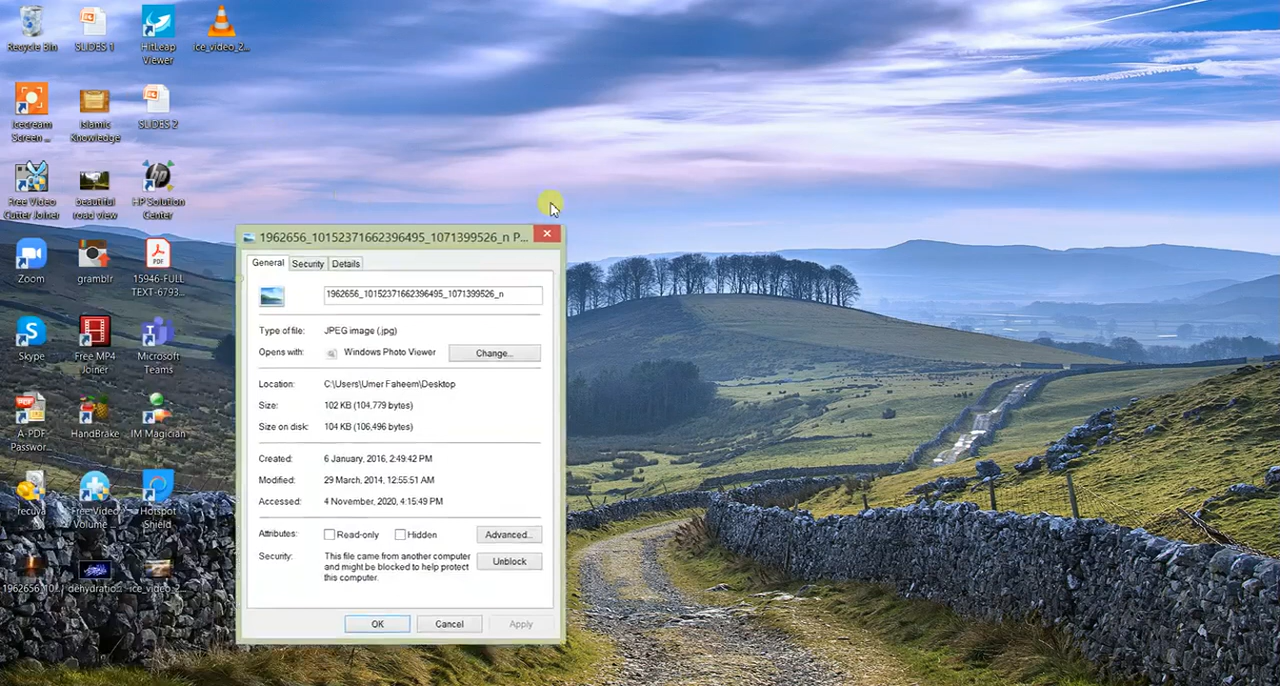 Recycle Bin
SLIDES 1
HitLeap
Viewer
ice_video_2...
Icecream
Screen ...
Islamic
Knowledge
SLIDES 2
Free Video
Cutter Joiner
beautiful
road view
HP Solution
Center
Zoom
gramblr
15946-FULL
TEXT-6793...
Skype
Free MP4
Joiner
Microsoft
Teams
A-PDF
Passwor...
HandBrake
IM Magician
recuva
Free Video
Volume ...
Hotspot
Shield
1962656_10...
dehydratio...
ice_video_2...
1962656_10152371662396495_1071399526_n P...
General Security Details
1962656_10152371662396495_1071399526_n
Type of file: JPEG image (.jpg)
Opens with: Windows Photo Viewer Change...
Location: C:\Users\Umer Faheem\Desktop
Size: 102 KB (104,779 bytes)
Size on disk: 104 KB (106,496 bytes)
Created: 6 January, 2016, 2:49:42 PM
Modified: 29 March, 2014, 12:55:51 AM
Accessed: 4 November, 2020, 4:15:49 PM
Attributes: Read-only Hidden Advanced...
Security: This file came from another computer
and might be blocked to help protect
this computer.
Unblock
OK Cancel Apply